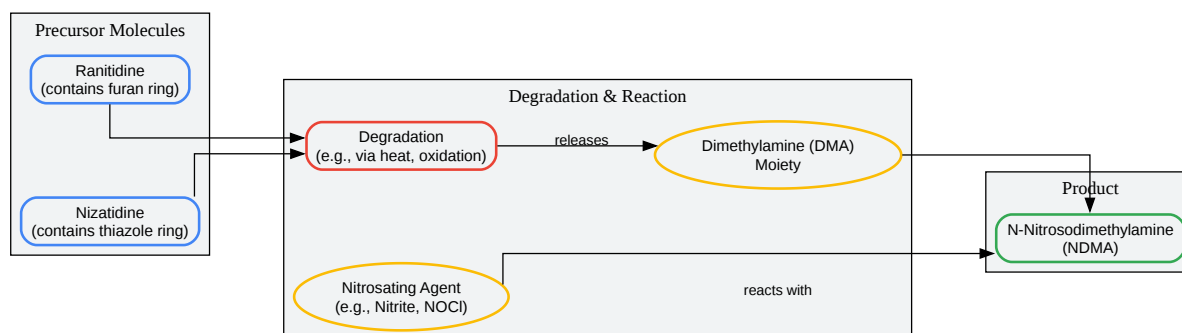 Precursor Molecules
Ranitidine
(contains furan ring)
Nizatidine
(contains thiazole ring)
Degradation & Reaction
Degradation
(e.g., via heat, oxidation)
releases
Dimethylamine (DMA)
Moiety
Nitrosating Agent
(e.g., Nitrite, NOCl)
reacts with
Product
N-Nitrosodimethylamine
(NDMA)